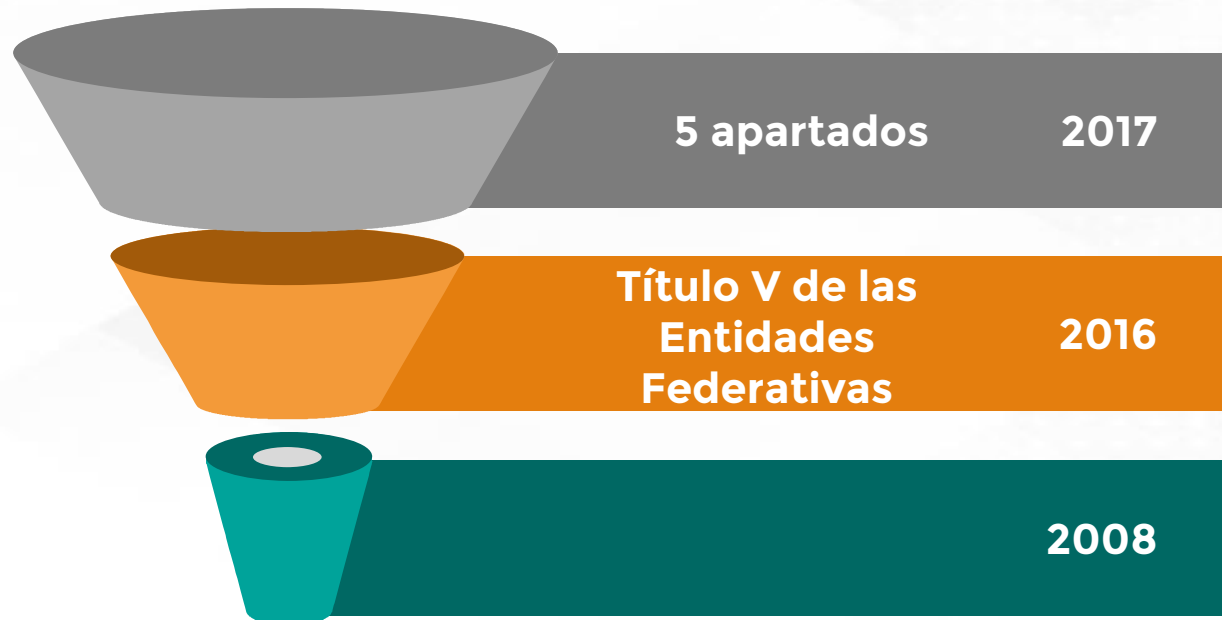 5 apartados 2017
Título V de las
Entidades
Federativas
2016
2008